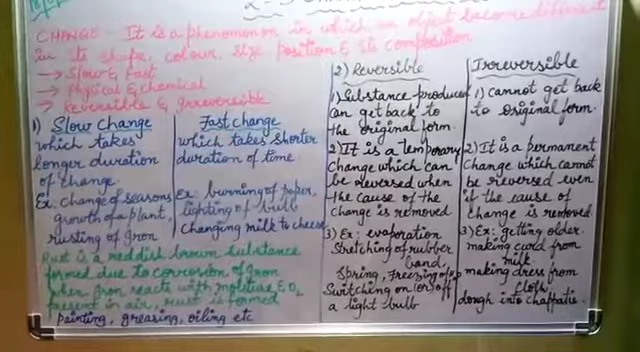 CHANGE - It is a phenomenon in which an object become different
in its shape, colour, size position & its composition
→ Slow & Fast
→ Physical & chemical
→ Reversible & Irreversible
1) Slow change
which takes
longer duration
of change.
Ex: change of seasons
growth of a plant,
rusting of iron
Fast change
which takes shorter
duration of time.
Ex: burning of paper,
lighting of bulb
changing milk to cheese
Rust is a reddish brown substance
formed due to corrosion of iron
when iron reacts with moisture & O2
present in air, rust is formed
painting, greasing, oiling etc
2) Reversible
1) Substance produced
can get back to
the original form.
2) It is a temporary
change which can
be reversed when
the cause of the
change is removed
3) Ex: evaporation
Stretching of rubber
band,
Spring, Freezing of
Switching on (or) off
a light bulb
Irreversible
1) cannot get back
to original form.
2) It is a permanent
change which cannot
be reversed even
if the cause of
change is removed
3) Ex: getting older.
making curd from
milk.
making dress from
cloth,
dough into chappatis.